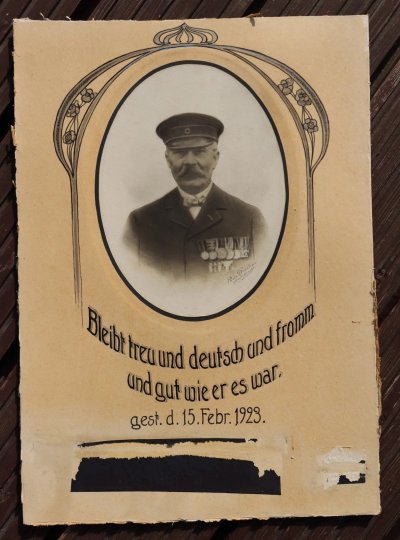 Bleibt treu und deutsch und fromm
und gut wie er es war.
gest. d. 15. Febr. 1923.